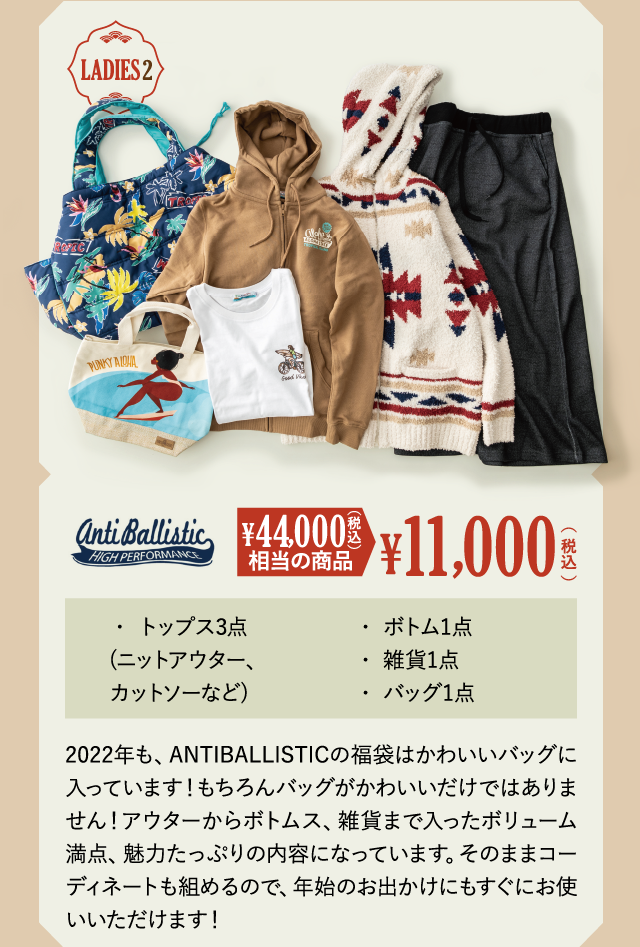 LADIES2
TROPIC
TROPIC
Aloha
PUNKY ALOHA
Good Vibes
Anti Ballistic
HIGH PERFORMANCE
¥44,000(税込)
相当の商品
¥11,000(税込)
・ トップス3点
(ニットアウター、
カットソーなど)
・ ボトム1点
・ 雑貨1点
・ バッグ1点
2022年も、ANTIBALLISTICの福袋はかわいいバッグに
入っています！もちろんバッグがかわいいだけではありま
せん！アウターからボトムス、雑貨まで入ったボリューム
満点、魅力たっぷりの内容になっています。そのままコー
ディネートも組めるので、年始のお出かけにもすぐにお使
いいただけます！